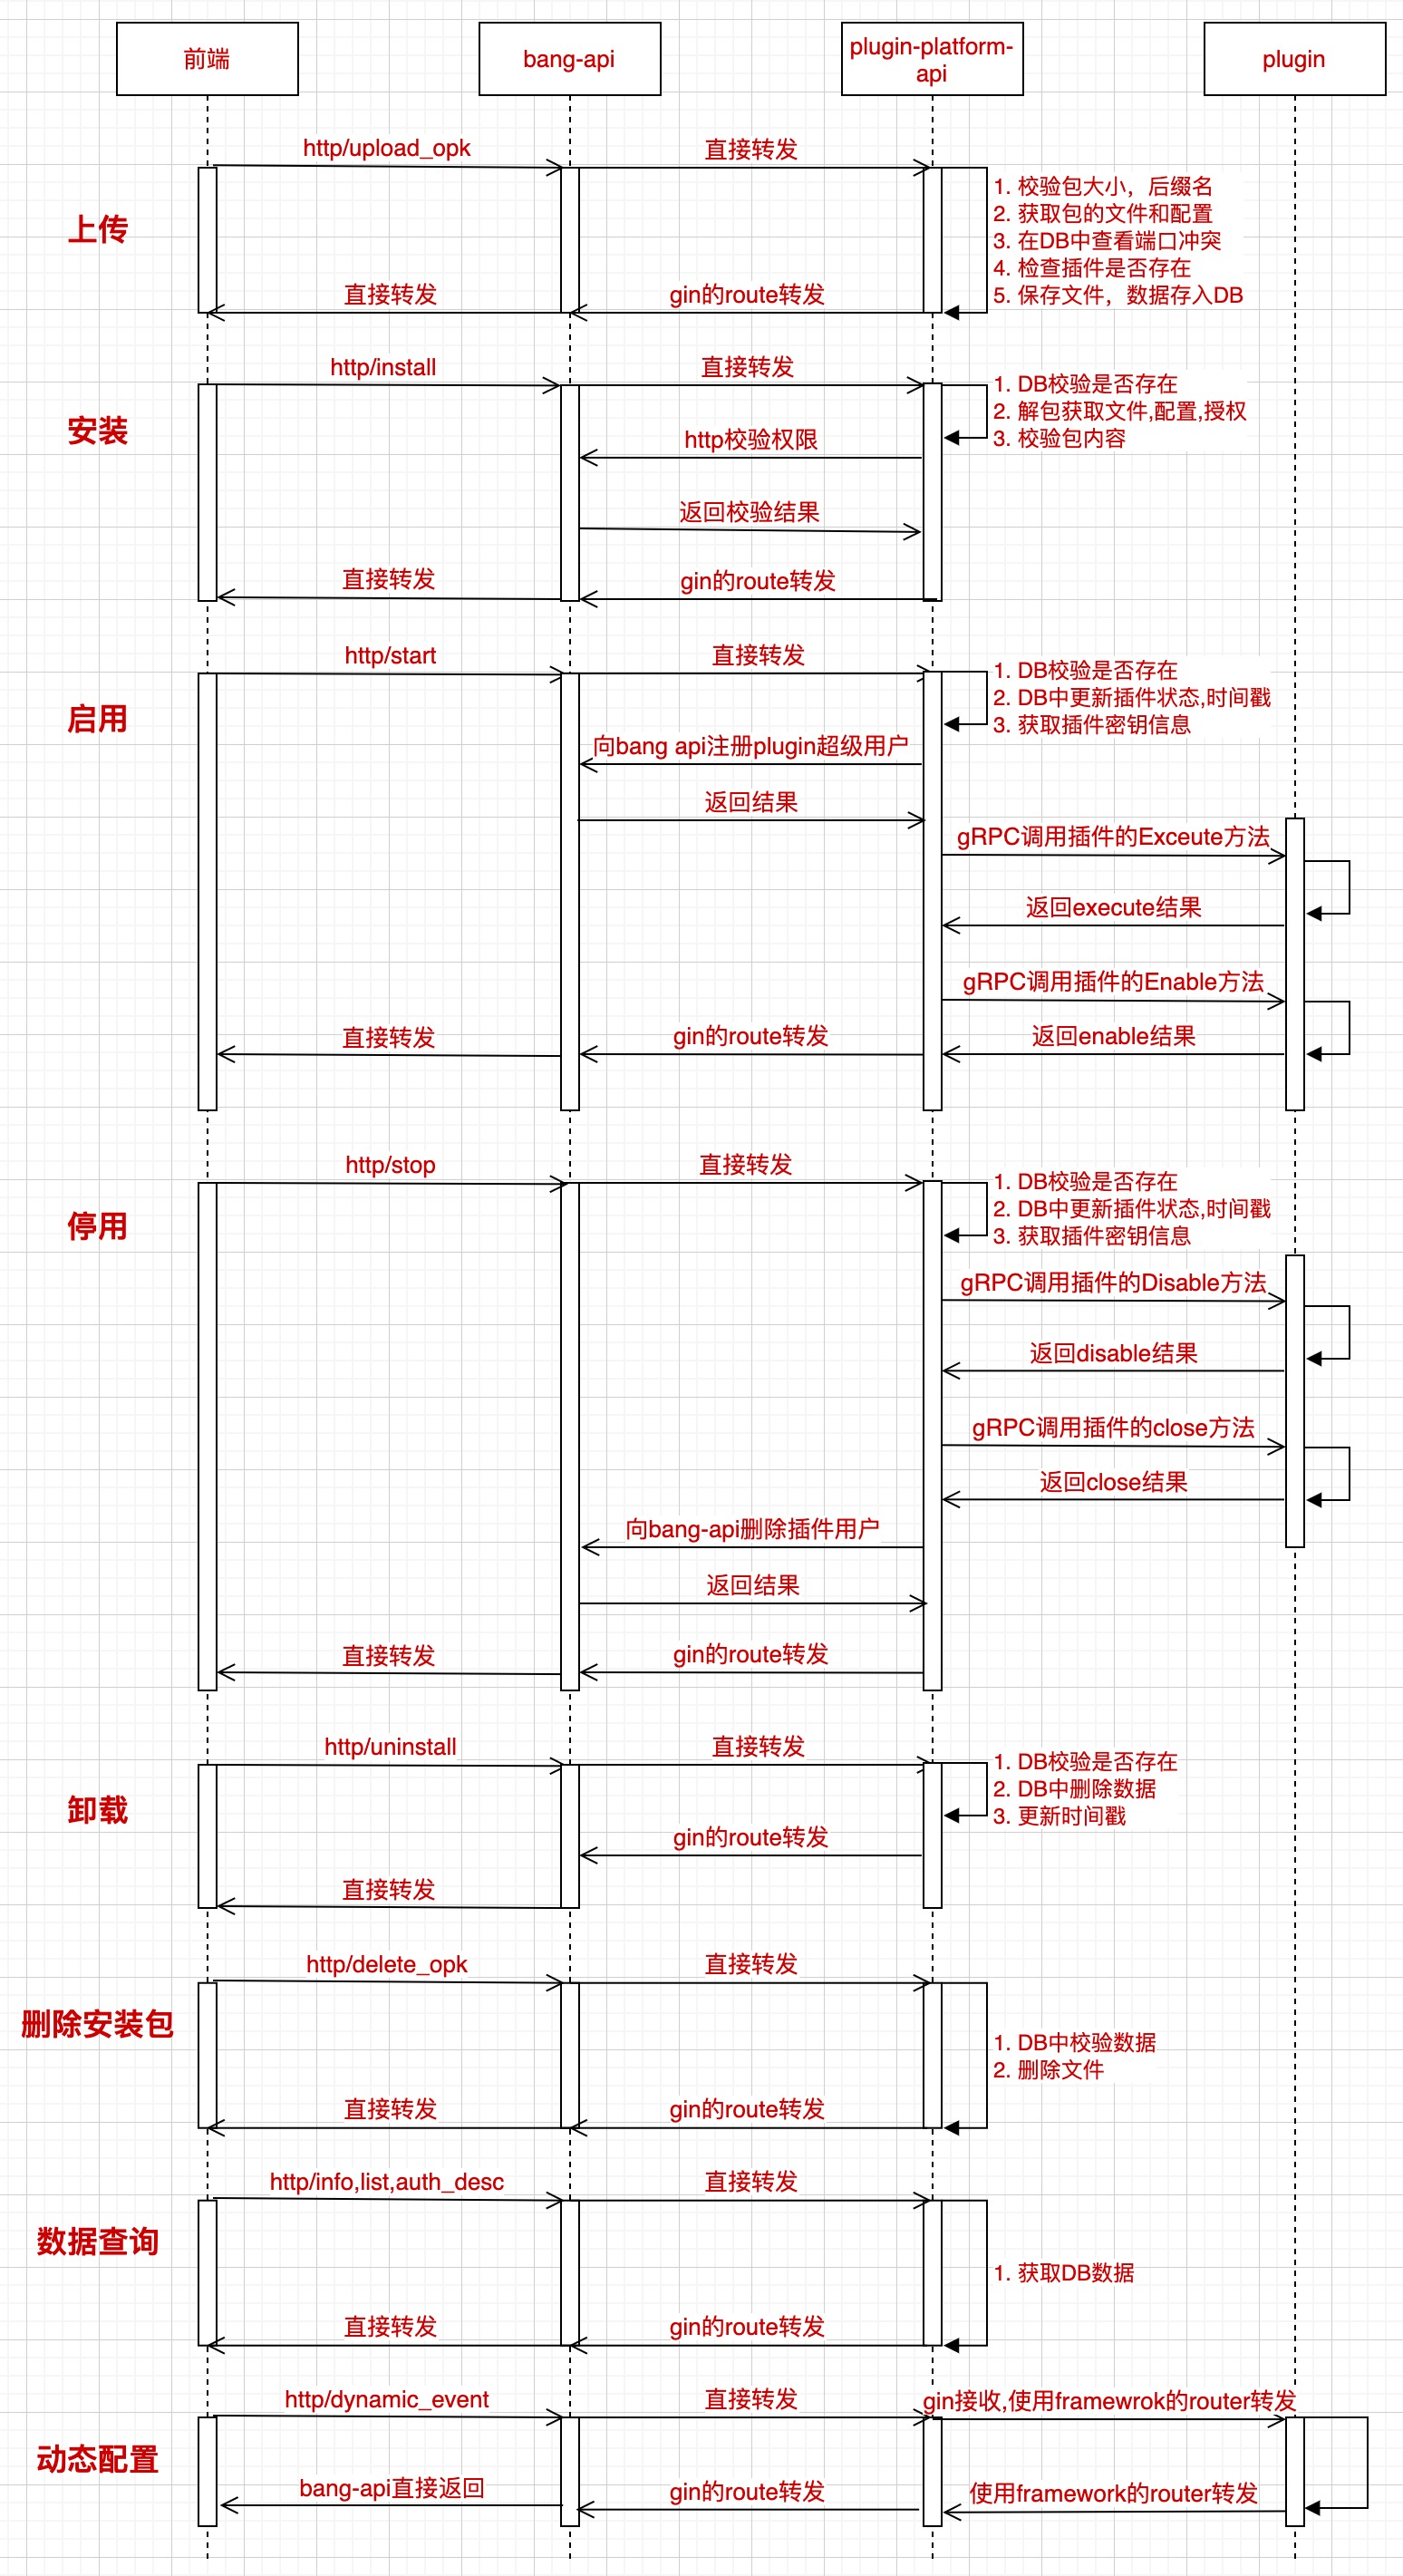 前端
bang-api
plugin-platform-
api
plugin
http/upload_opk
直接转发
上传
1. 校验包大小，后缀名
2. 获取包的文件和配置
3. 在DB中查看端口冲突
4. 检查插件是否存在
5. 保存文件，数据存入DB
直接转发
gin的route转发
http/install
直接转发
安装
1. DB校验是否存在
2. 解包获取文件,配置,授权
3. 校验包内容
http校验权限
返回校验结果
直接转发
gin的route转发
http/start
直接转发
启用
1. DB校验是否存在
2. DB中更新插件状态,时间戳
3. 获取插件密钥信息
向bang api注册plugin超级用户
返回结果
gRPC调用插件的Exceute方法
返回execute结果
gRPC调用插件的Enable方法
直接转发
gin的route转发
返回enable结果
http/stop
直接转发
停用
1. DB校验是否存在
2. DB中更新插件状态,时间戳
3. 获取插件密钥信息
gRPC调用插件的Disable方法
返回disable结果
gRPC调用插件的close方法
返回close结果
向bang-api删除插件用户
返回结果
直接转发
gin的route转发
http/uninstall
直接转发
卸载
1. DB校验是否存在
2. DB中删除数据
3. 更新时间戳
gin的route转发
直接转发
http/delete_opk
直接转发
删除安装包
1. DB中校验数据
2. 删除文件
直接转发
gin的route转发
http/info,list,auth_desc
直接转发
数据查询
1. 获取DB数据
直接转发
gin的route转发
http/dynamic_event
直接转发
gin接收,使用framewrok的router转发
动态配置
bang-api直接返回
gin的route转发
使用framework的router转发